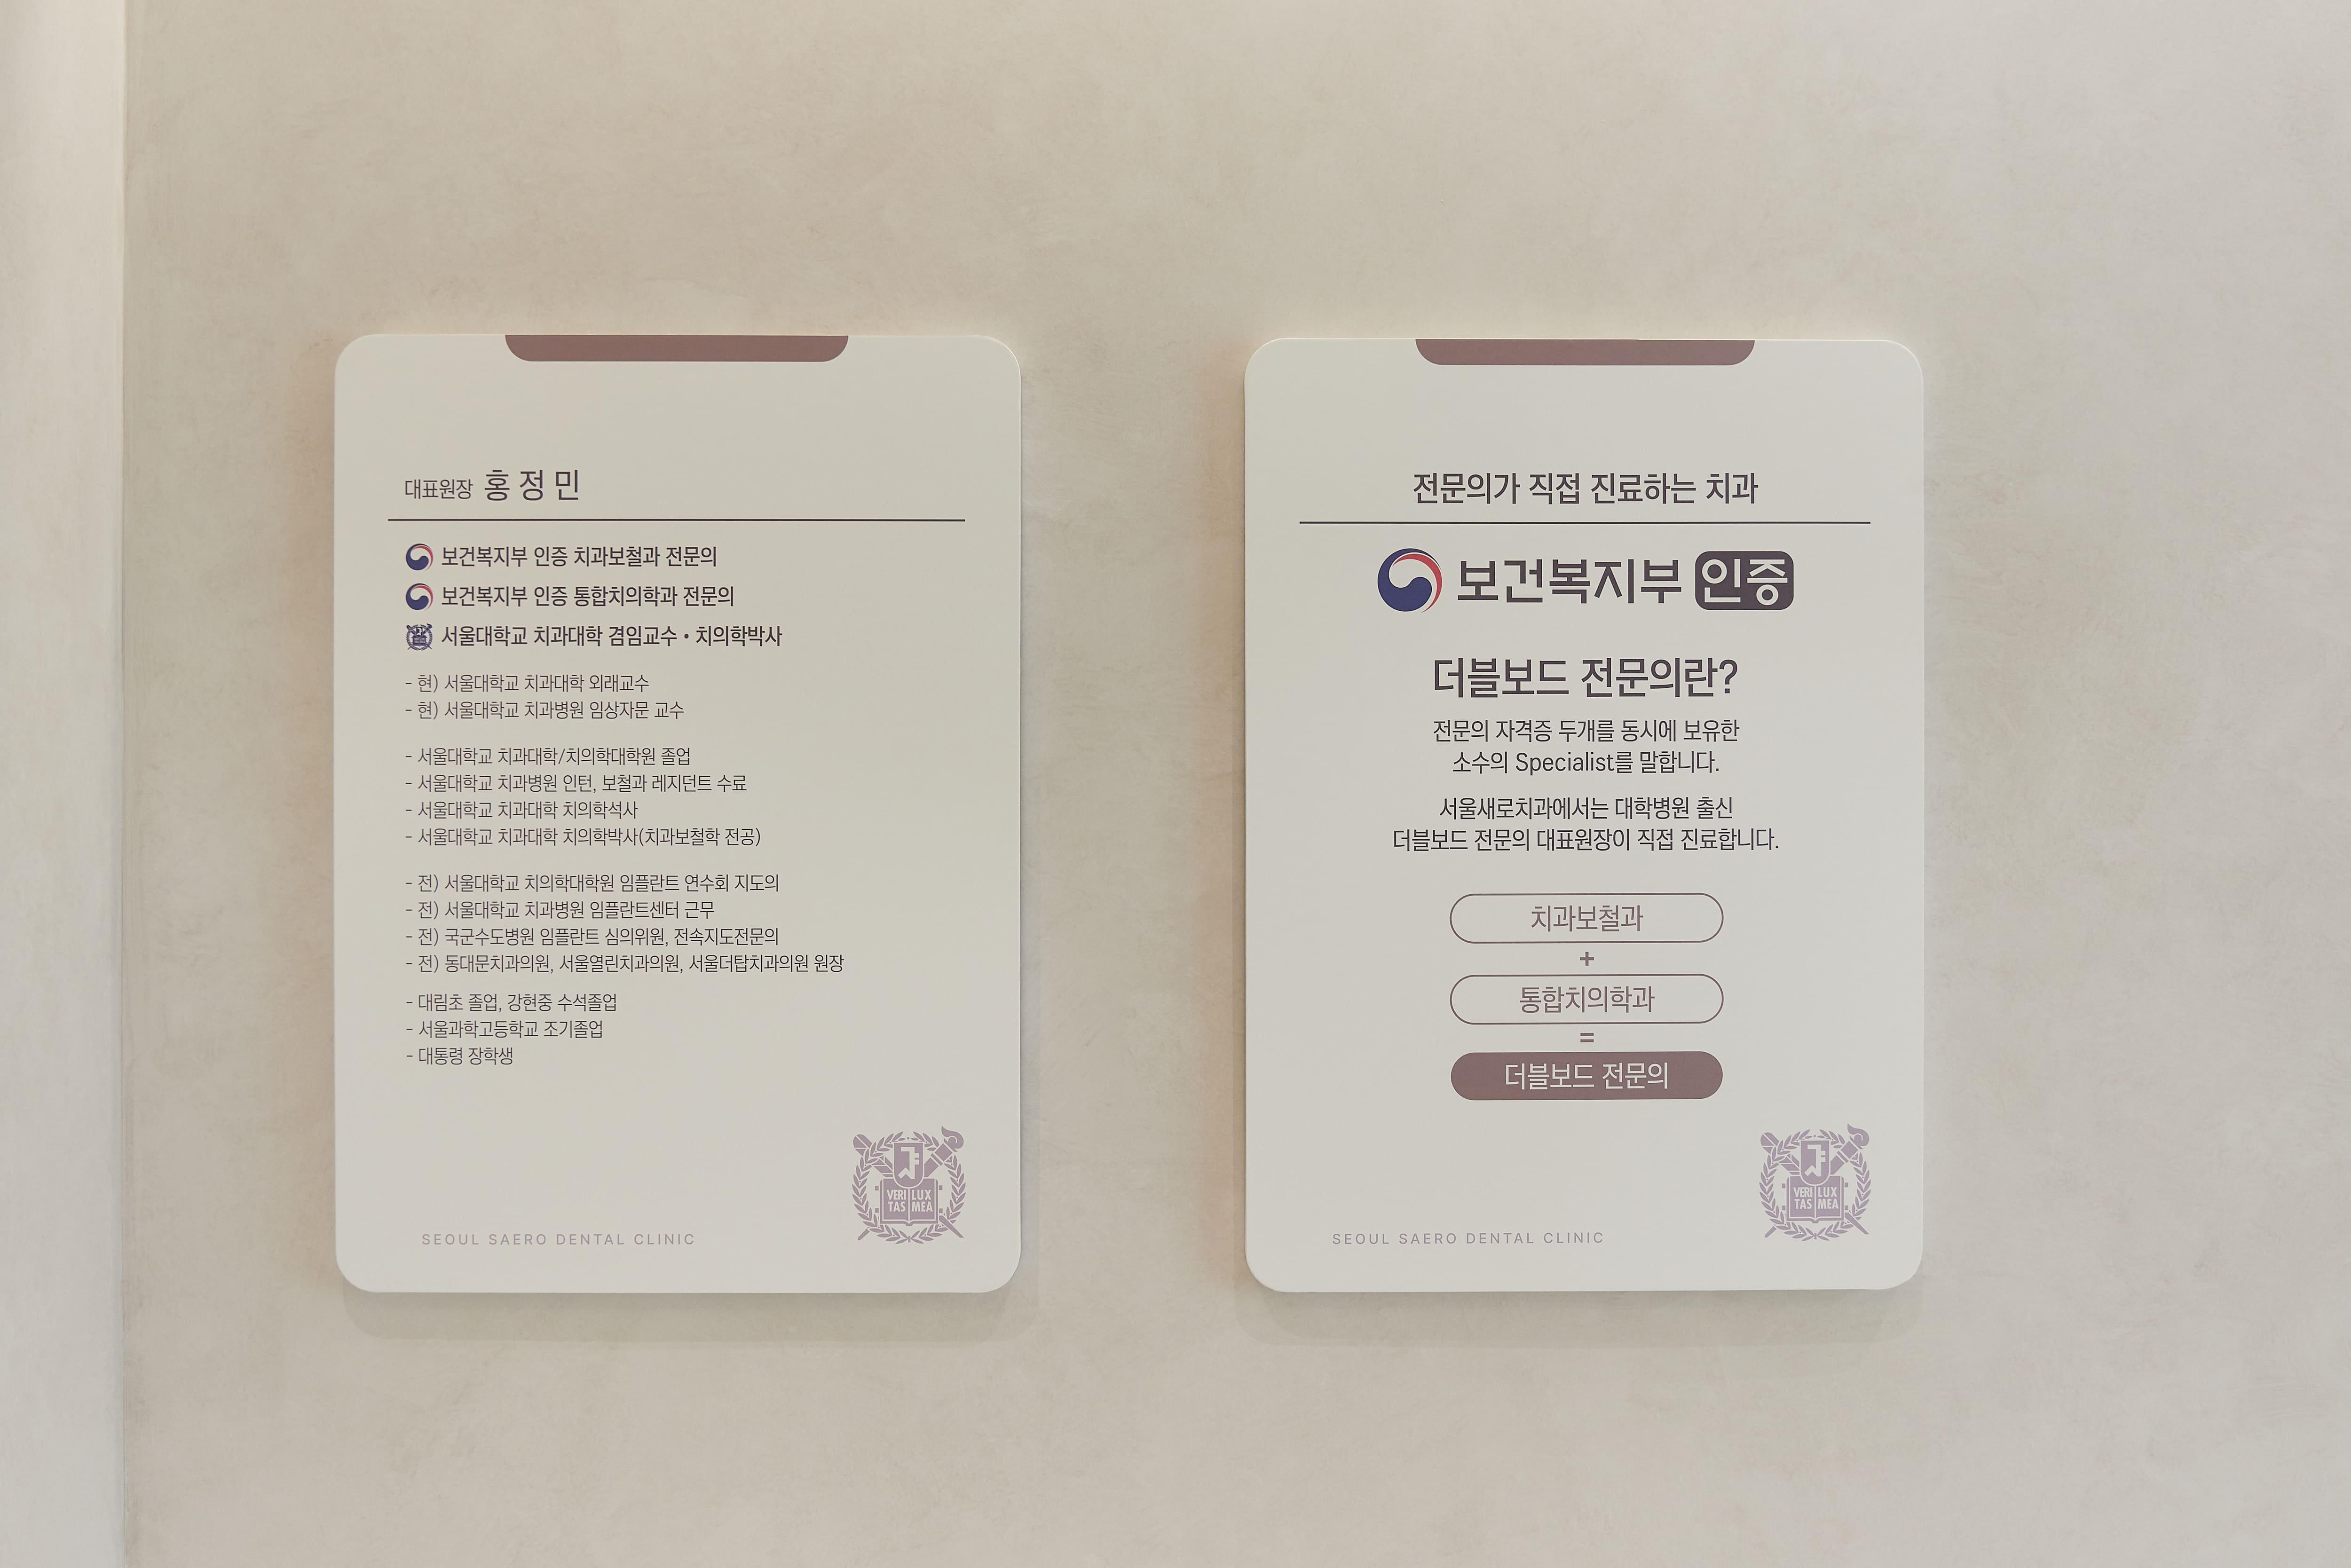 대표원장 홍정민
보건복지부 인증 치과보철과 전문의
보건복지부 인증 통합치의학과 전문의
서울대학교 치과대학 겸임교수 • 치의학박사
- 현) 서울대학교 치과대학 외래교수
- 현) 서울대학교 치과병원 임상자문 교수
- 서울대학교 치과대학/치의학대학원 졸업
- 서울대학교 치과병원 인턴, 보철과 레지던트 수료
- 서울대학교 치과대학 치의학석사
- 서울대학교 치과대학 치의학박사(치과보철학 전공)
- 전) 서울대학교 치의학대학원 임플란트 연수회 지도의
- 전) 서울대학교 치과병원 임플란트센터 근무
- 전) 국군수도병원 임플란트 심의위원, 전속지도전문의
- 전) 동대문치과의원, 서울열린치과의원, 서울더탑치과의원 원장
- 대림초 졸업, 강현중 수석졸업
- 서울과학고등학교 조기졸업
- 대통령 장학생
VERI LUX
TAS MEA
SEOUL SAERO DENTAL CLINIC
전문의가 직접 진료하는 치과
보건복지부 인증
더블보드 전문의란?
전문의 자격증 두개를 동시에 보유한
소수의 Specialist를 말합니다.
서울새로치과에서는 대학병원 출신
더블보드 전문의 대표원장이 직접 진료합니다.
치과보철과
+
통합치의학과
=
더블보드 전문의
VERI LUX
TAS MEA
SEOUL SAERO DENTAL CLINIC